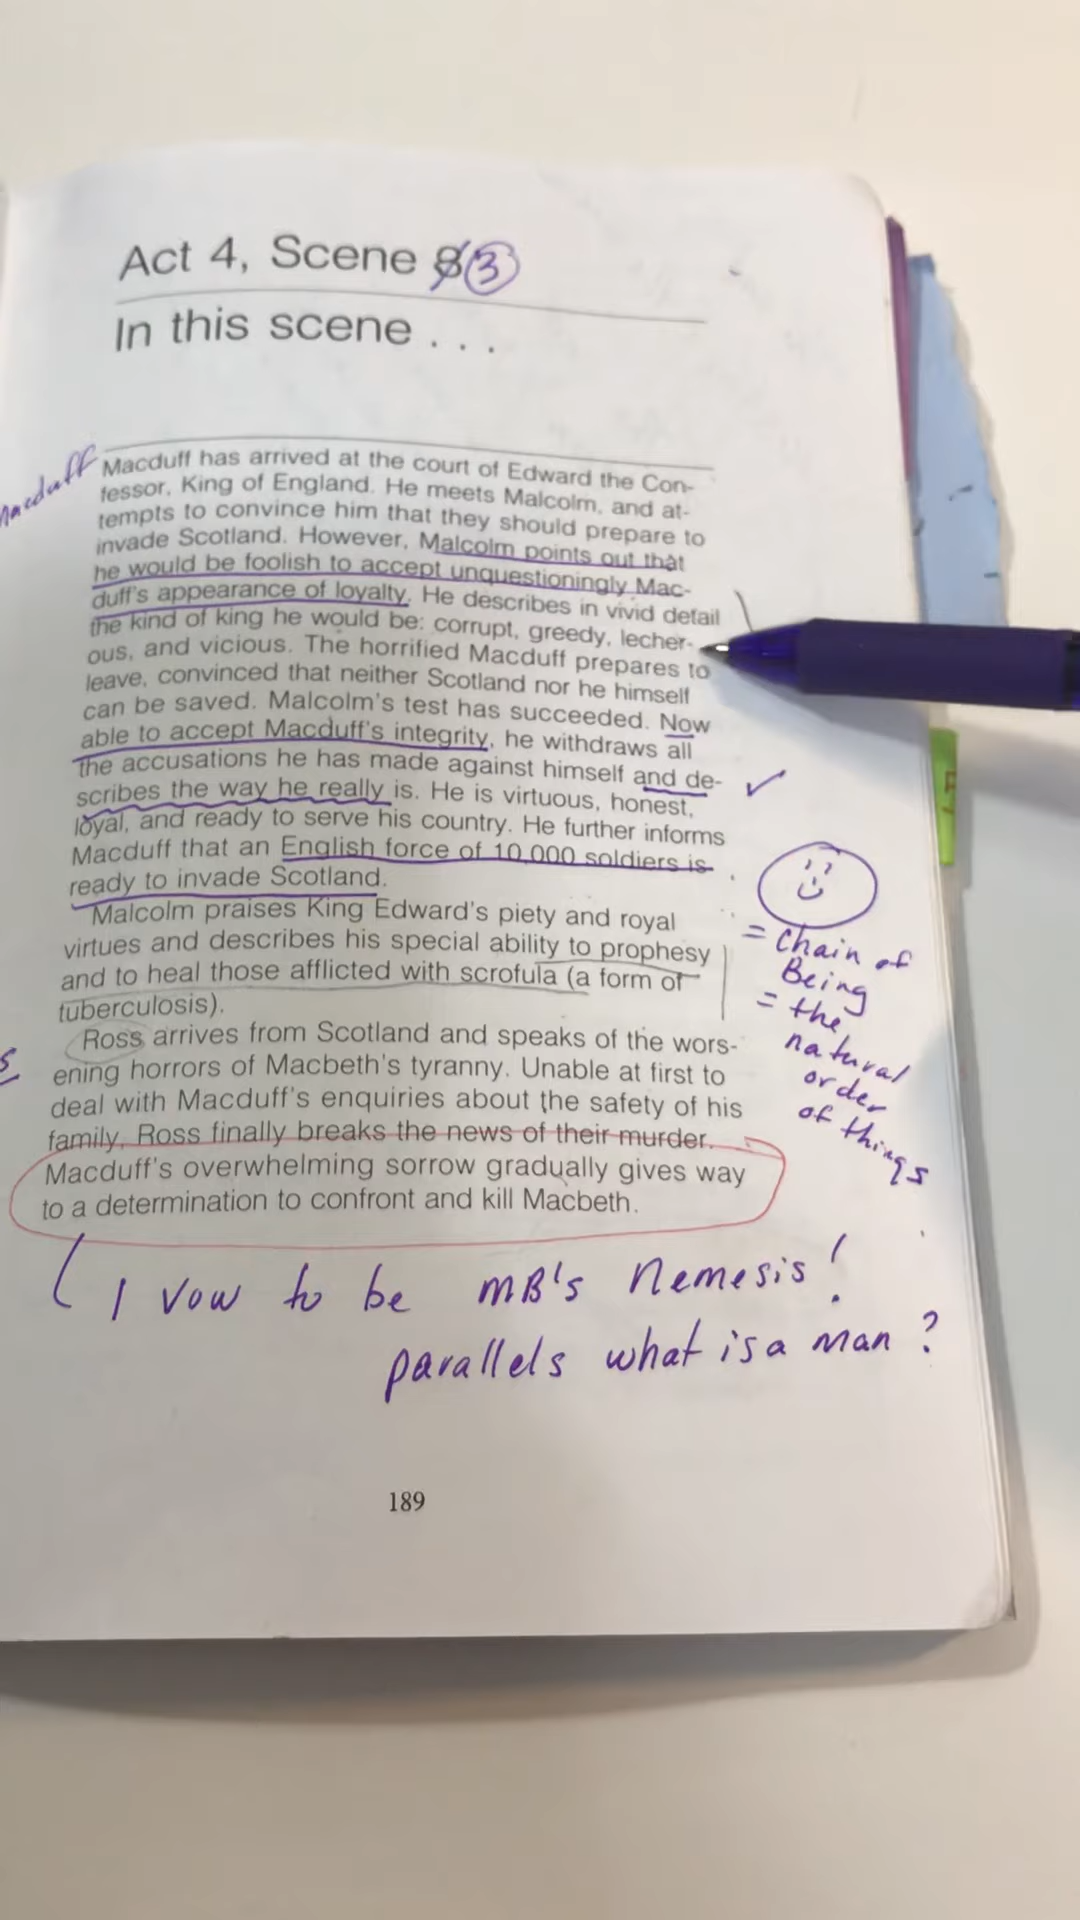 Act 4, Scene 8 3
In this scene . . .
Macduff
Macduff has arrived at the court of Edward the Con-
fessor, King of England. He meets Malcolm, and at-
tempts to convince him that they should prepare to
invade Scotland. However, Malcolm points out that
he would be foolish to accept unquestioningly Mac-
duff's appearance of loyalty. He describes in vivid detail
the kind of king he would be: corrupt, greedy, lecher-
ous, and vicious. The horrified Macduff prepares to
leave, convinced that neither Scotland nor he himself
can be saved. Malcolm's test has succeeded. Now
able to accept Macduff's integrity, he withdraws all
the accusations he has made against himself and de-
scribes the way he really is. He is virtuous, honest,
loyal, and ready to serve his country. He further informs
Macduff that an English force of 10,000 soldiers is
ready to invade Scotland.
Malcolm praises King Edward's piety and royal
virtues and describes his special ability to prophesy
and to heal those afflicted with scrofula (a form of
tuberculosis).
Ross arrives from Scotland and speaks of the wors-
ening horrors of Macbeth's tyranny. Unable at first to
deal with Macduff's enquiries about the safety of his
family, Ross finally breaks the news of their murder.
Macduff's overwhelming sorrow gradually gives way
to a determination to confront and kill Macbeth.
= Chain of
Being
= the
natural
order
of things
I vow to be MB's nemesis!
parallels what is a man?
189